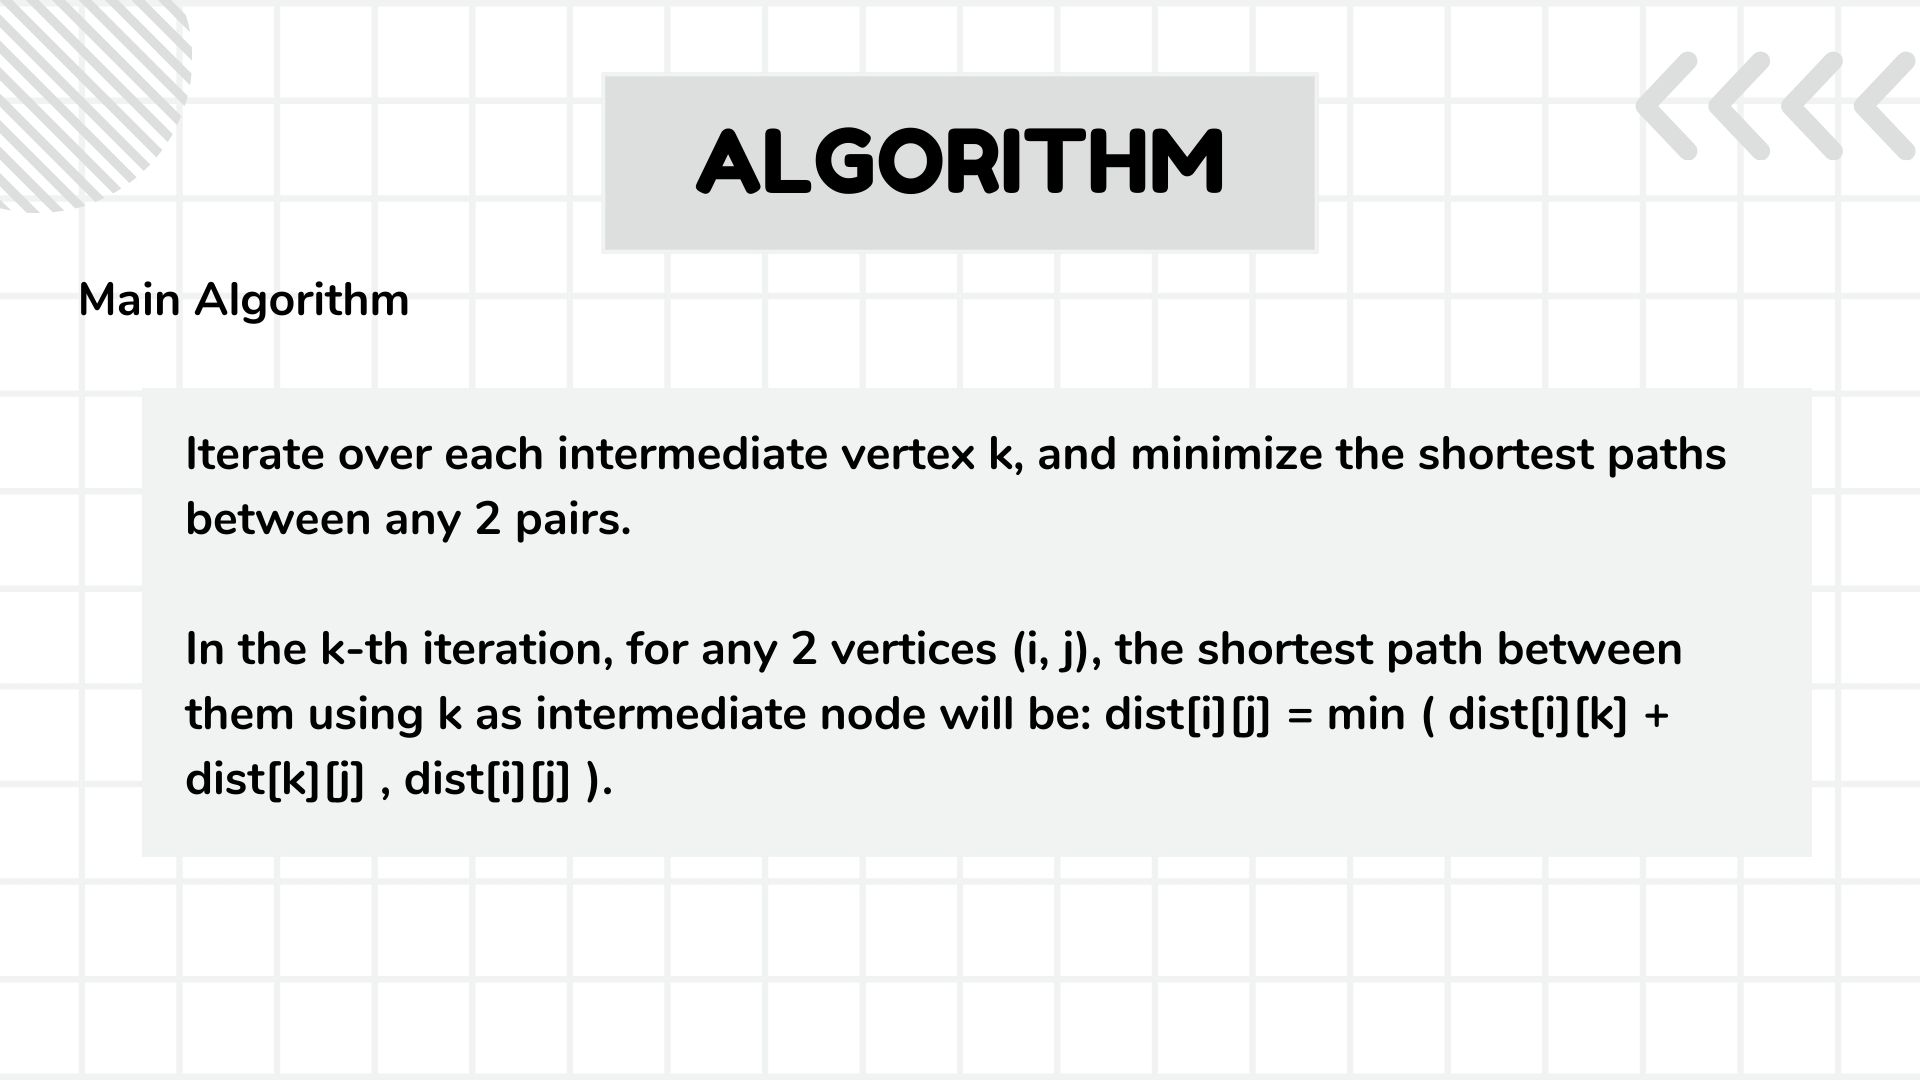 ALGORITHM
Main Algorithm
Iterate over each intermediate vertex k, and minimize the shortest paths
between any 2 pairs.
In the k-th iteration, for any 2 vertices (i, j), the shortest path between
them using k as intermediate node will be: dist[i][j] = min ( dist[i][k] +
dist[k][j] , dist[i][j] ).